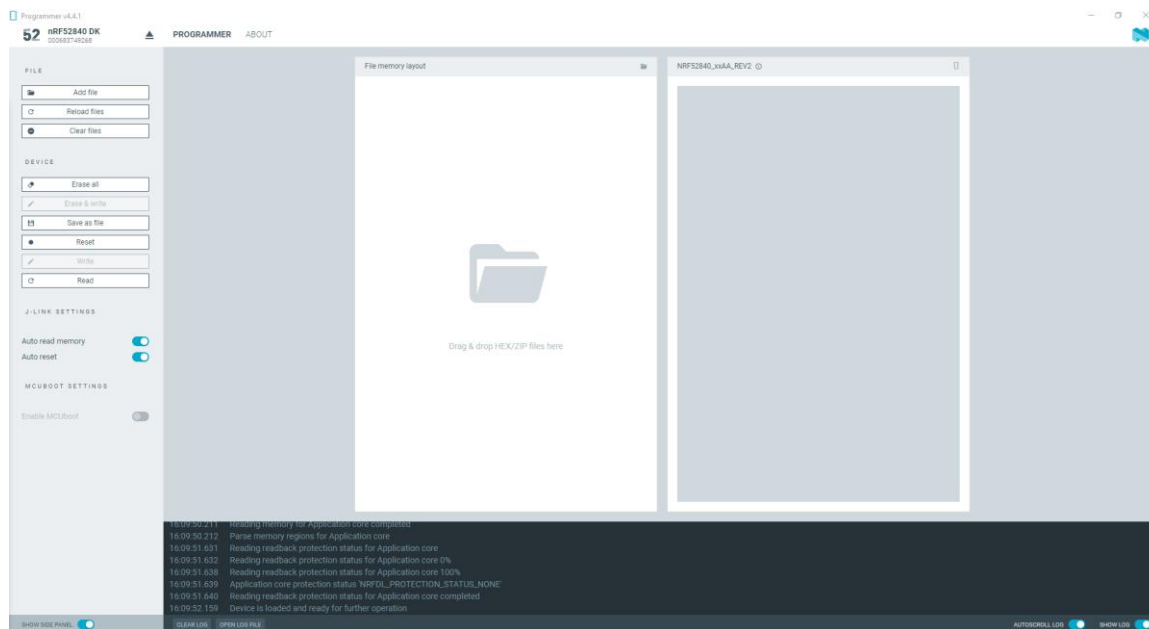 Programmer v4.4.1
52 nRF52840 DK
000683749268
PROGRAMMER ABOUT
FILE
Add file
Reload files
Clear files
DEVICE
Erase all
Erase & write
Save as file
Reset
Write
Read
J-LINK SETTINGS
Auto read memory
Auto reset
MCUBOOT SETTINGS
Enable MCUboot
File memory layout
Drag & drop HEX/ZIP files here
NRF52840_xxAA_REV2
16:09:50.211 Reading memory for Application core completed
16:09:50.212 Parse memory regions for Application core
16:09:51.631 Reading readback protection status for Application core
16:09:51.632 Reading readback protection status for Application core 0%
16:09:51.638 Reading readback protection status for Application core 100%
16:09:51.639 Application core protection status 'NRFDL_PROTECTION_STATUS_NONE'
16:09:51.640 Reading readback protection status for Application core completed
16:09:52.159 Device is loaded and ready for further operation
SHOW SIDE PANEL CLEAR LOG OPEN LOG FILE AUTOSCROLL LOG SHOW LOG